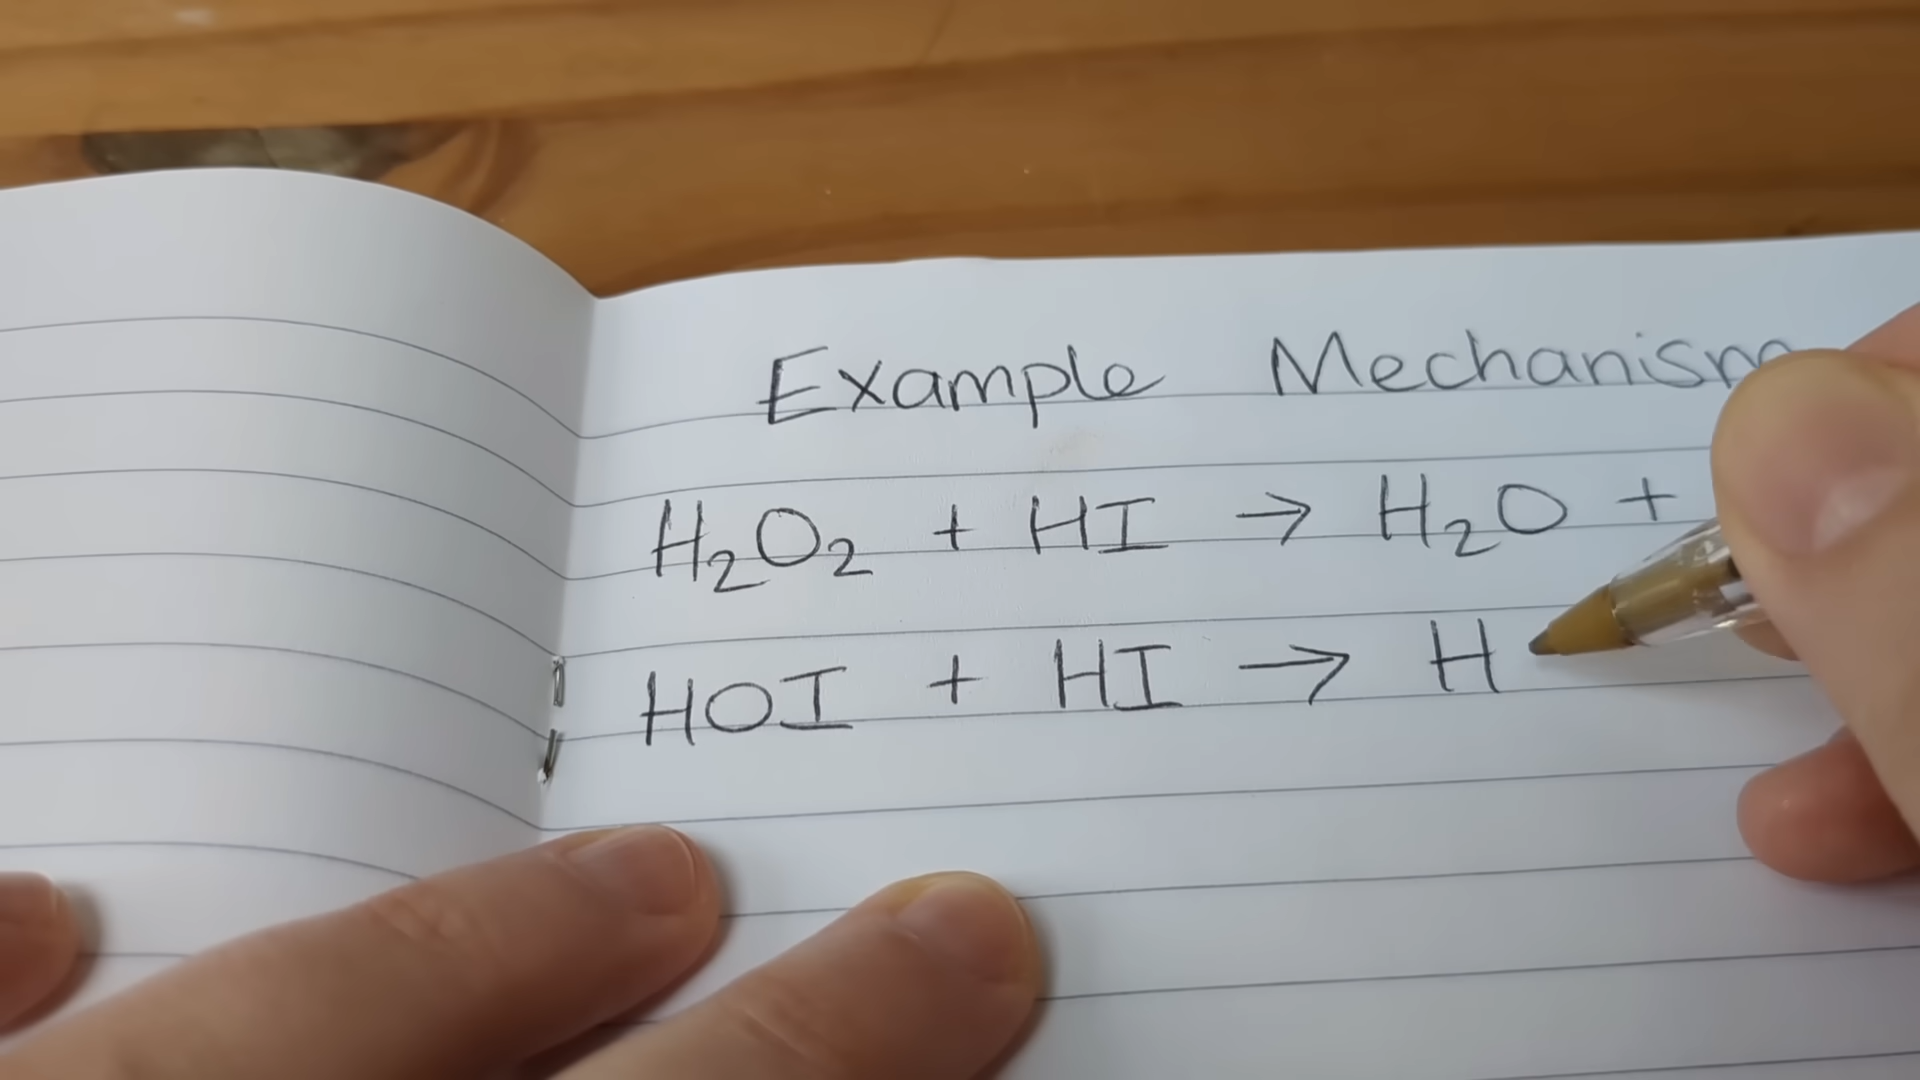 Example Mechanism
H₂O₂ + HI → H₂O +
HOI + HI → H